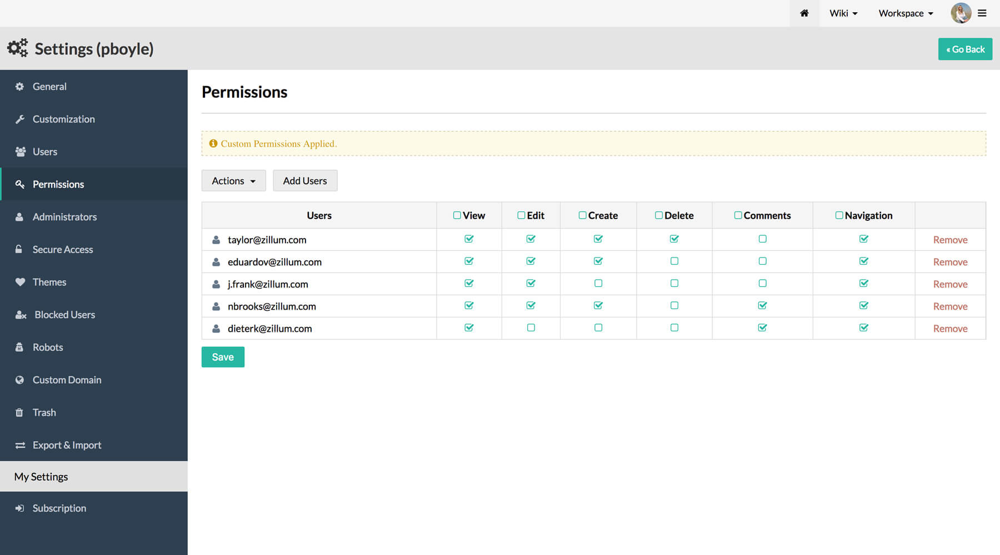 Wiki Workspace
Settings (pboyle)
« Go Back
General
Customization
Users
Permissions
Administrators
Secure Access
Themes
Blocked Users
Robots
Custom Domain
Trash
Export & Import
My Settings
Subscription
Permissions
Custom Permissions Applied.
Actions Add Users
Users View Edit Create Delete Comments Navigation
taylor@zillum.com Remove
eduardov@zillum.com Remove
j.frank@zillum.com Remove
nbrooks@zillum.com Remove
dieterk@zillum.com Remove
Save